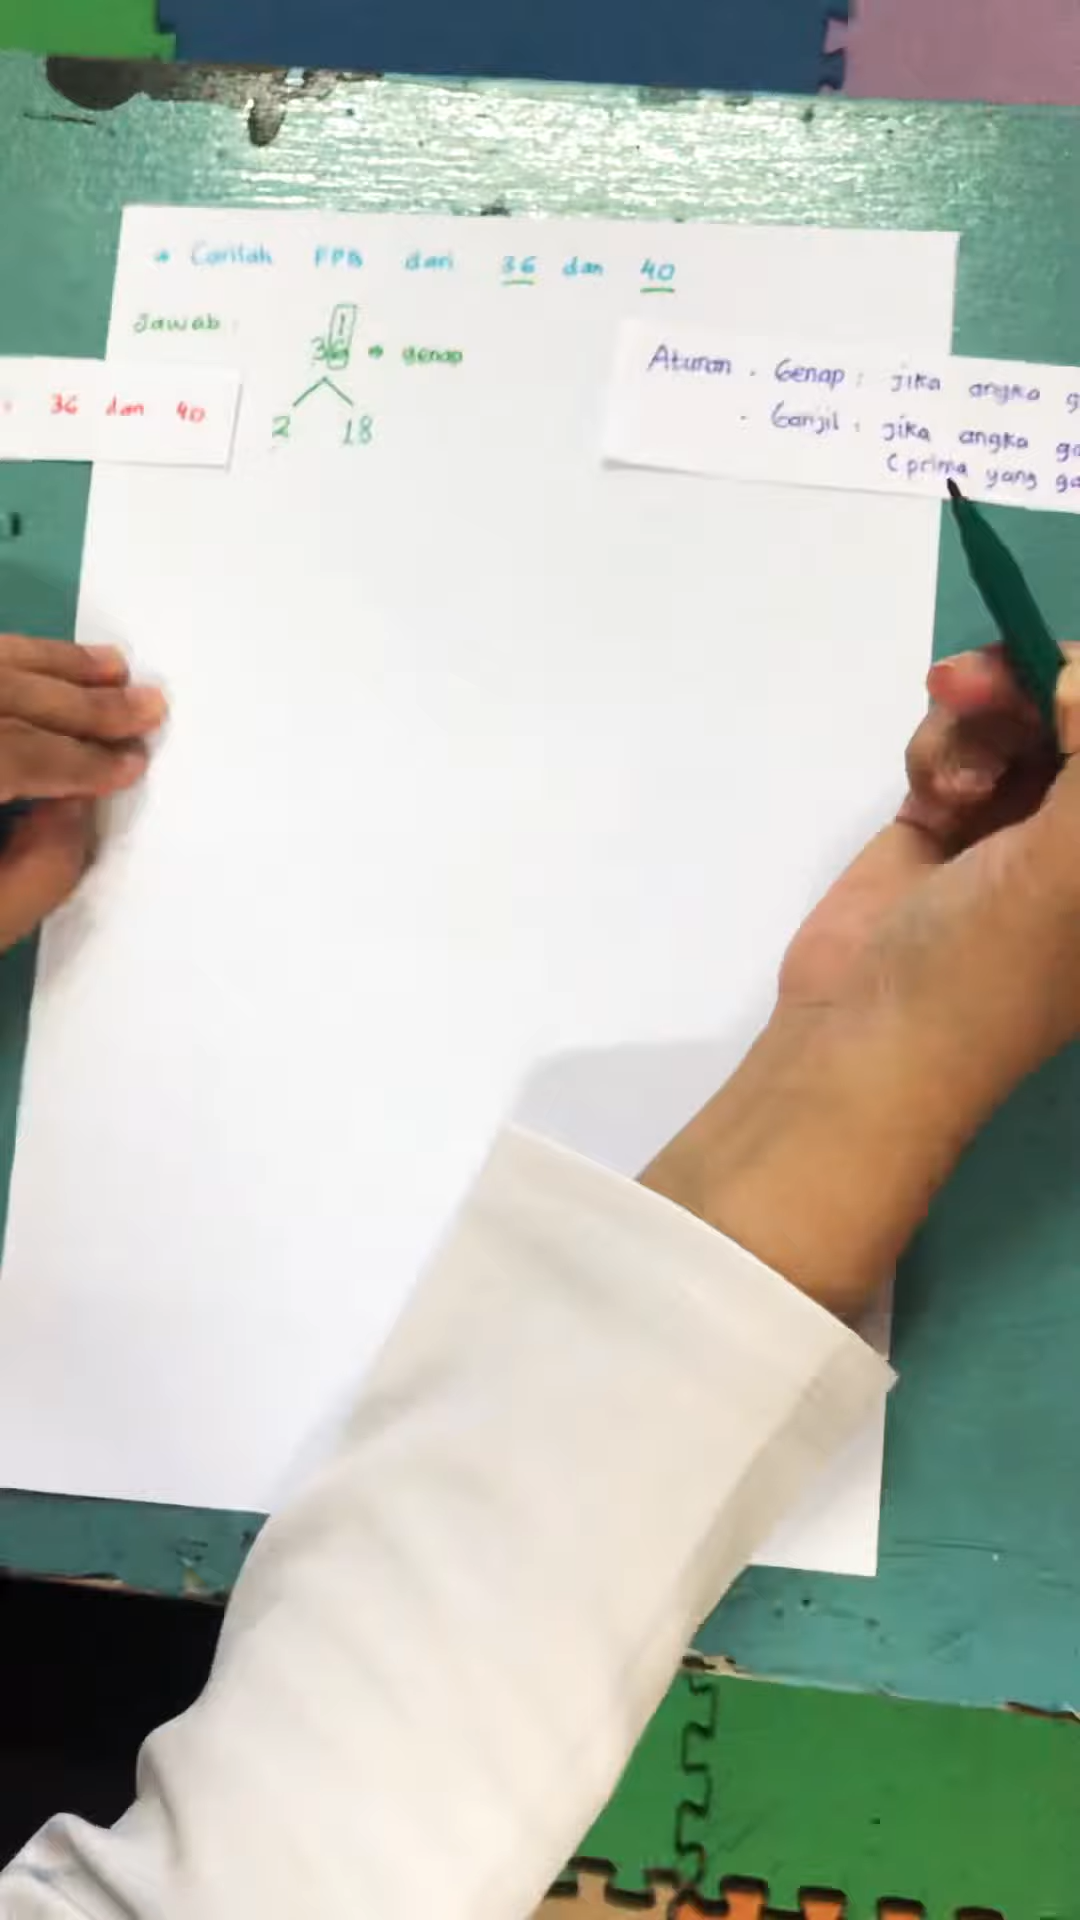 → Carilah FPB dari 36 dan 40
Jawab:
1
36 → genap
2 18
: 36 dan 40
Aturan . Genap : jika angka
- Ganjil : jika angka
(prima yang